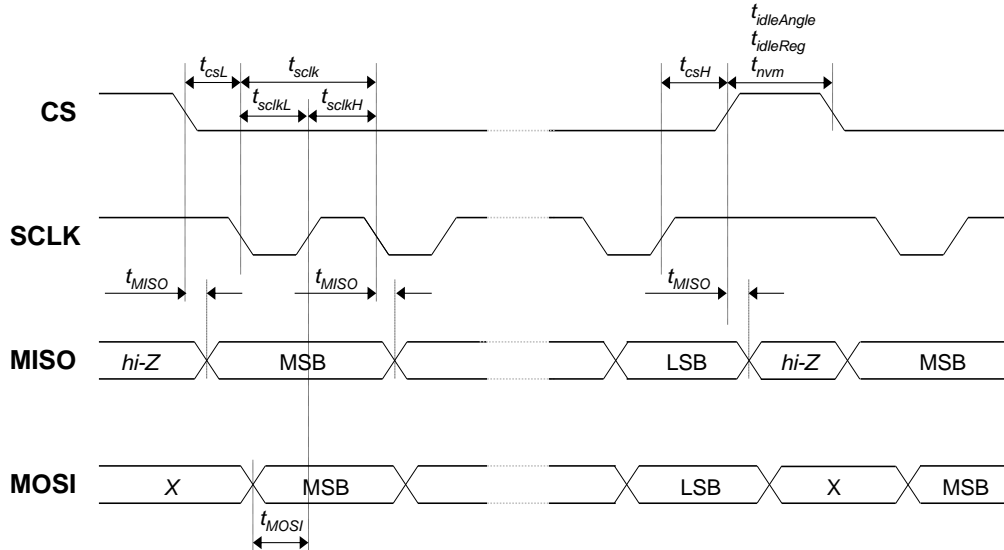 t_idleAngle
t_idleReg
t_csL t_sclk t_csH t_nvm
t_sclkL t_sclkH
CS
SCLK
t_MISO t_MISO t_MISO
MISO hi-Z MSB LSB hi-Z MSB
MOSI X MSB LSB X MSB
t_MOSI